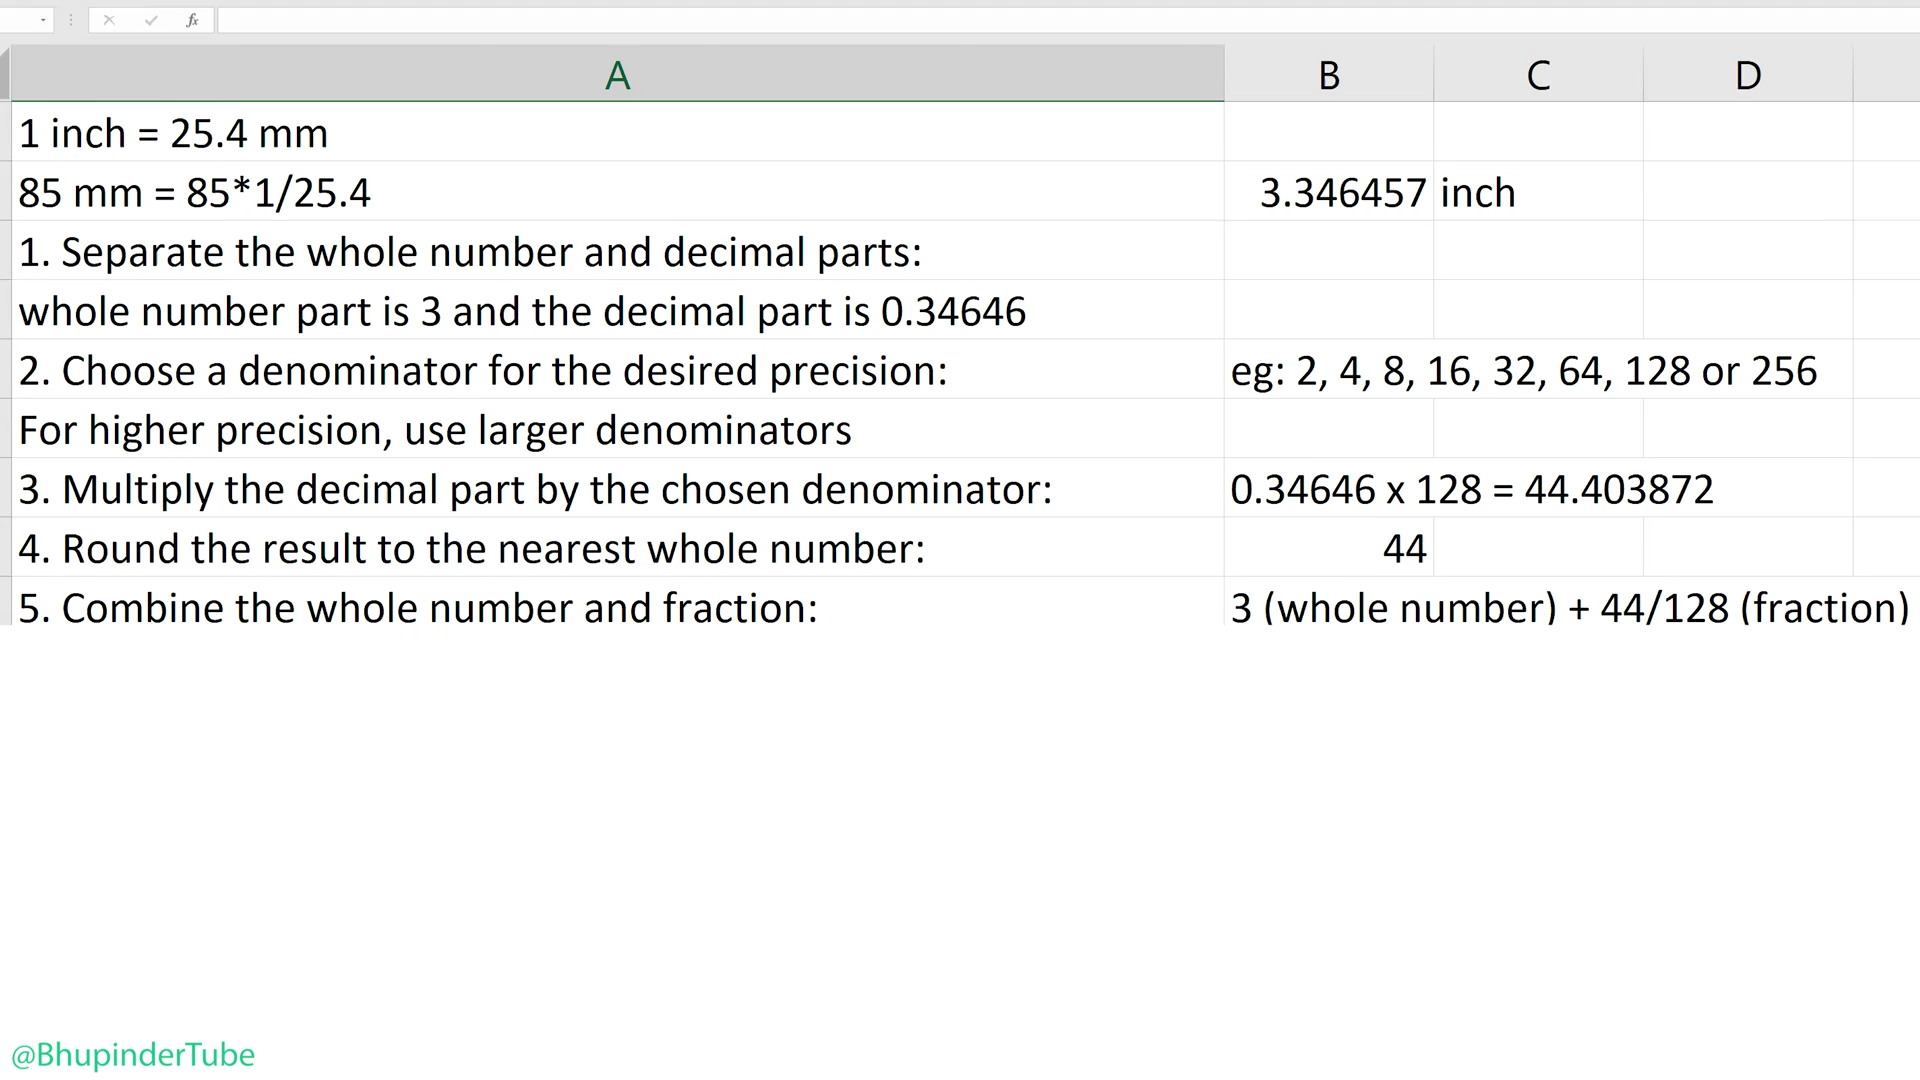 fx
A B C D
1 inch = 25.4 mm
85 mm = 85*1/25.4 3.346457 inch
1. Separate the whole number and decimal parts:
whole number part is 3 and the decimal part is 0.34646
2. Choose a denominator for the desired precision: eg: 2, 4, 8, 16, 32, 64, 128 or 256
For higher precision, use larger denominators
3. Multiply the decimal part by the chosen denominator: 0.34646 x 128 = 44.403872
4. Round the result to the nearest whole number: 44
5. Combine the whole number and fraction: 3 (whole number) + 44/128 (fraction)
@BhupinderTube